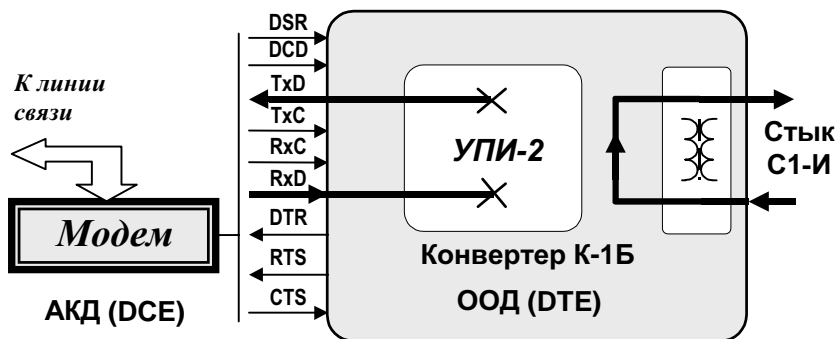 К линии
связи
Модем
АКД (DCE)
DSR
DCD
TxD
TxC
RxC
RxD
DTR
RTS
CTS
УПИ-2
Конвертер К-1Б
ООД (DTE)
Стык
С1-И